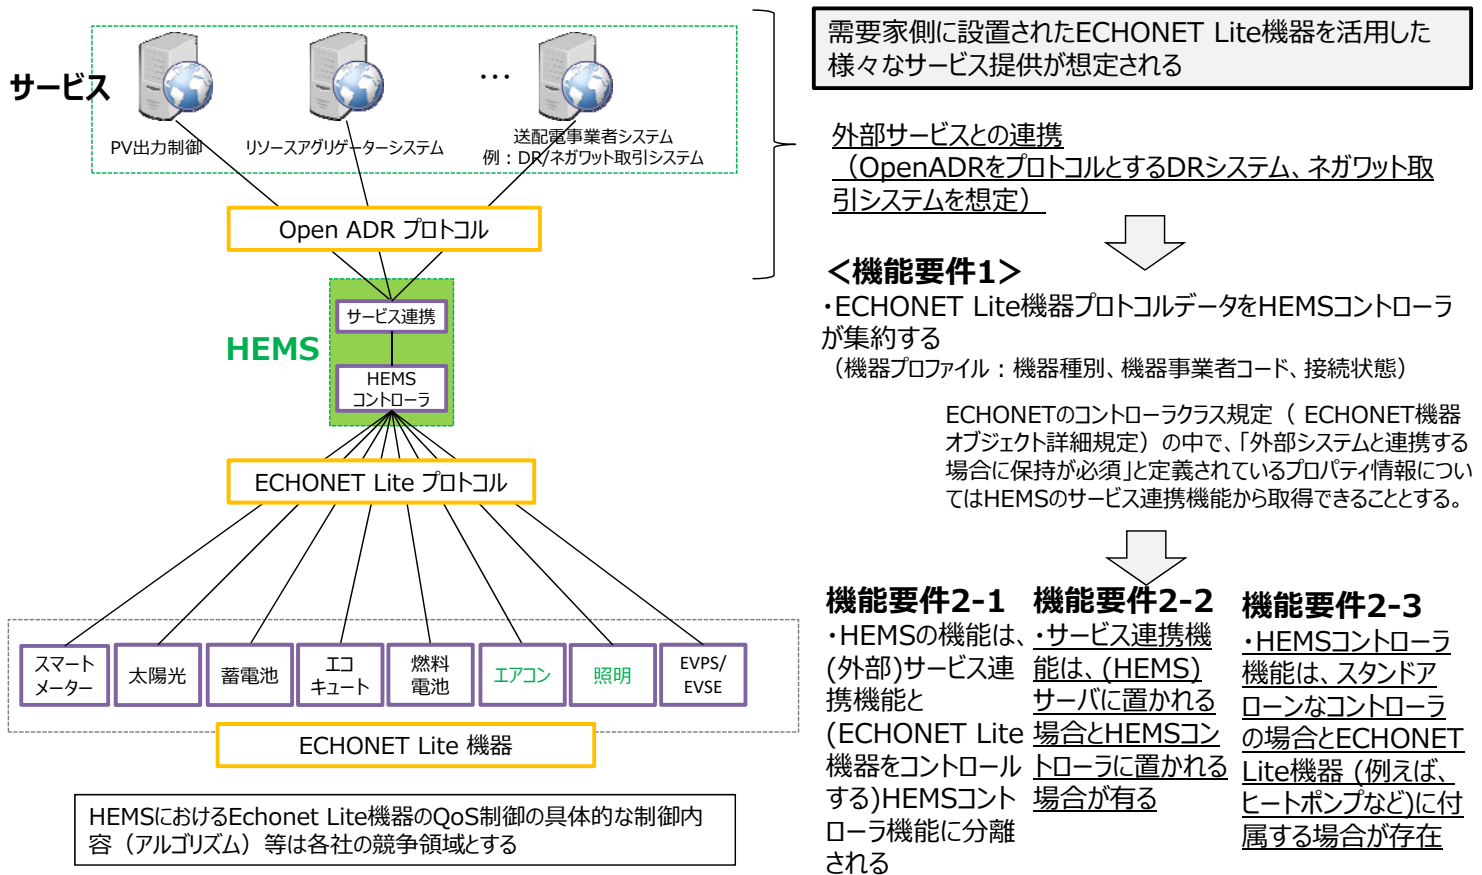 サービス
PV出力制御
リソースアグリゲーターシステム
…
送配電事業者システム
例：DR/ネガワット取引システム
Open ADR プロトコル
サービス連携
HEMS
HEMS
コントローラ
ECHONET Lite プロトコル
スマート
メーター
太陽光
蓄電池
エコ
キュート
燃料
電池
エアコン
照明
EVPS/
EVSE
ECHONET Lite 機器
HEMSにおけるEchonet Lite機器のQoS制御の具体的な制御内
容（アルゴリズム）等は各社の競争領域とする
需要家側に設置されたECHONET Lite機器を活用した
様々なサービス提供が想定される
外部サービスとの連携
（OpenADRをプロトコルとするDRシステム、ネガワット取
引システムを想定）
＜機能要件1＞
・ECHONET Lite機器プロトコルデータをHEMSコントローラ
が集約する
（機器プロファイル：機器種別、機器事業者コード、接続状態）
ECHONETのコントローラクラス規定（ ECHONET機器
オブジェクト詳細規定）の中で、「外部システムと連携する
場合に保持が必須」と定義されているプロパティ情報につい
てはHEMSのサービス連携機能から取得できることとする。
機能要件2-1
・HEMSの機能は、
(外部)サービス連
携機能と
(ECHONET Lite
機器をコントロール
する)HEMSコント
ローラ機能に分離
される
機能要件2-2
・サービス連携機
能は、(HEMS)
サーバに置かれる
場合とHEMSコン
トローラに置かれる
場合が有る
機能要件2-3
・HEMSコントローラ
機能は、スタンドア
ローンなコントローラ
の場合とECHONET
Lite機器 (例えば、
ヒートポンプなど)に付
属する場合が存在